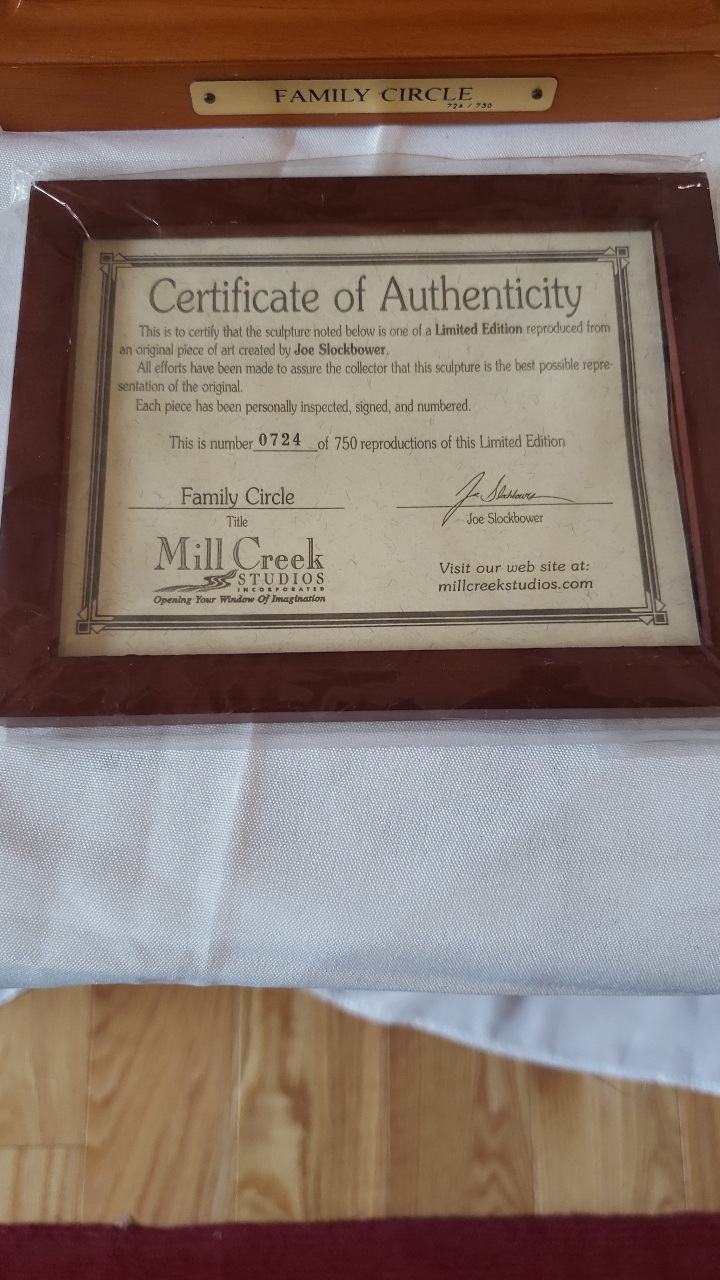 FAMILY CIRCLE
724 / 750
Certificate of Authenticity
This is to certify that the sculpture noted below is one of a Limited Edition reproduced from
an original piece of art created by Joe Slockbower.
All efforts have been made to assure the collector that this sculpture is the best possible repre-
sentation of the original.
Each piece has been personally inspected, signed, and numbered.
This is number 0724 of 750 reproductions of this Limited Edition
Family Circle
Title
Joe Slockbower
Joe Slockbower
Mill Creek
STUDIOS
INCORPORATED
Opening Your Window Of Imagination
Visit our web site at:
millcreekstudios.com